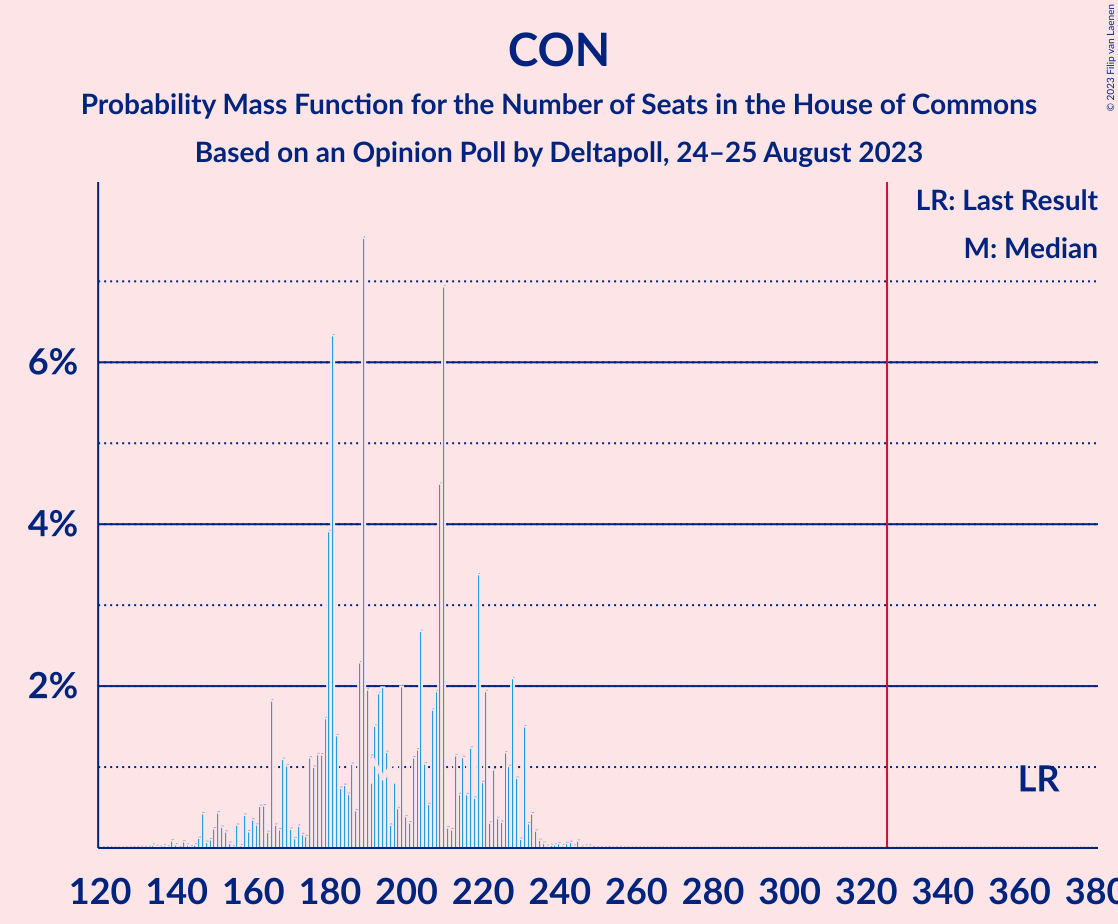 CON
Probability Mass Function for the Number of Seats in the House of Commons
Based on an Opinion Poll by Deltapoll, 24–25 August 2023
© 2023 Filip van Laenen
LR: Last Result
M: Median
6%
4%
2%
LR
120 140 160 180 200 220 240 260 280 300 320 340 360 380